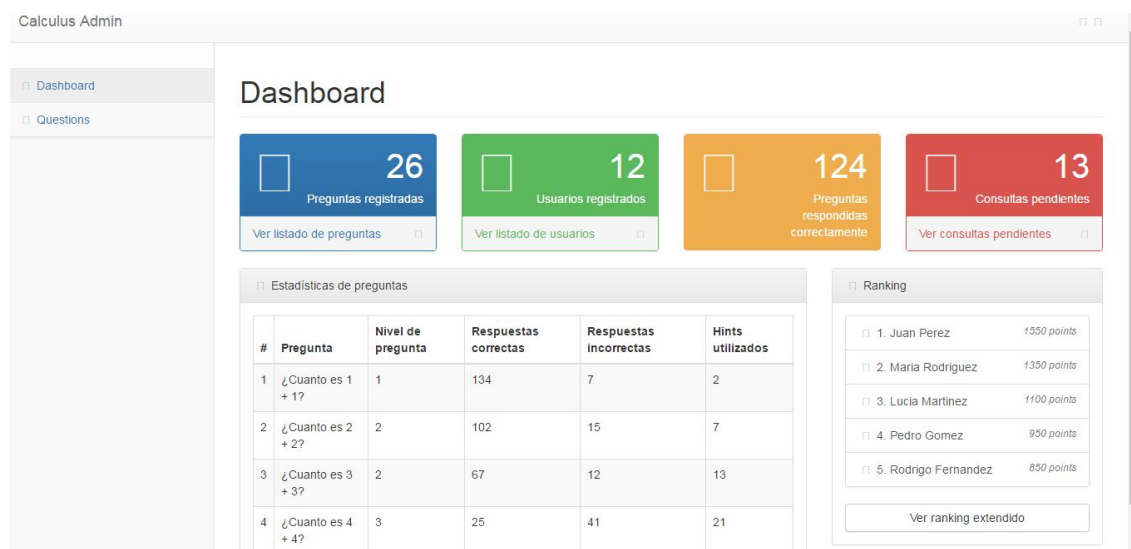 Calculus Admin
Dashboard
Questions
Dashboard
26
Preguntas registradas
Ver listado de preguntas
12
Usuarios registrados
Ver listado de usuarios
124
Preguntas
respondidas
correctamente
13
Consultas pendientes
Ver consultas pendientes
Estadísticas de preguntas
# Pregunta Nivel de pregunta Respuestas correctas Respuestas incorrectas Hints utilizados
1 ¿Cuanto es 1 + 1? 1 134 7 2
2 ¿Cuanto es 2 + 2? 2 102 15 7
3 ¿Cuanto es 3 + 3? 2 67 12 13
4 ¿Cuanto es 4 + 4? 3 25 41 21
Ranking
1. Juan Perez 1550 points
2. Maria Rodriguez 1350 points
3. Lucia Martinez 1100 points
4. Pedro Gomez 950 points
5. Rodrigo Fernandez 850 points
Ver ranking extendido